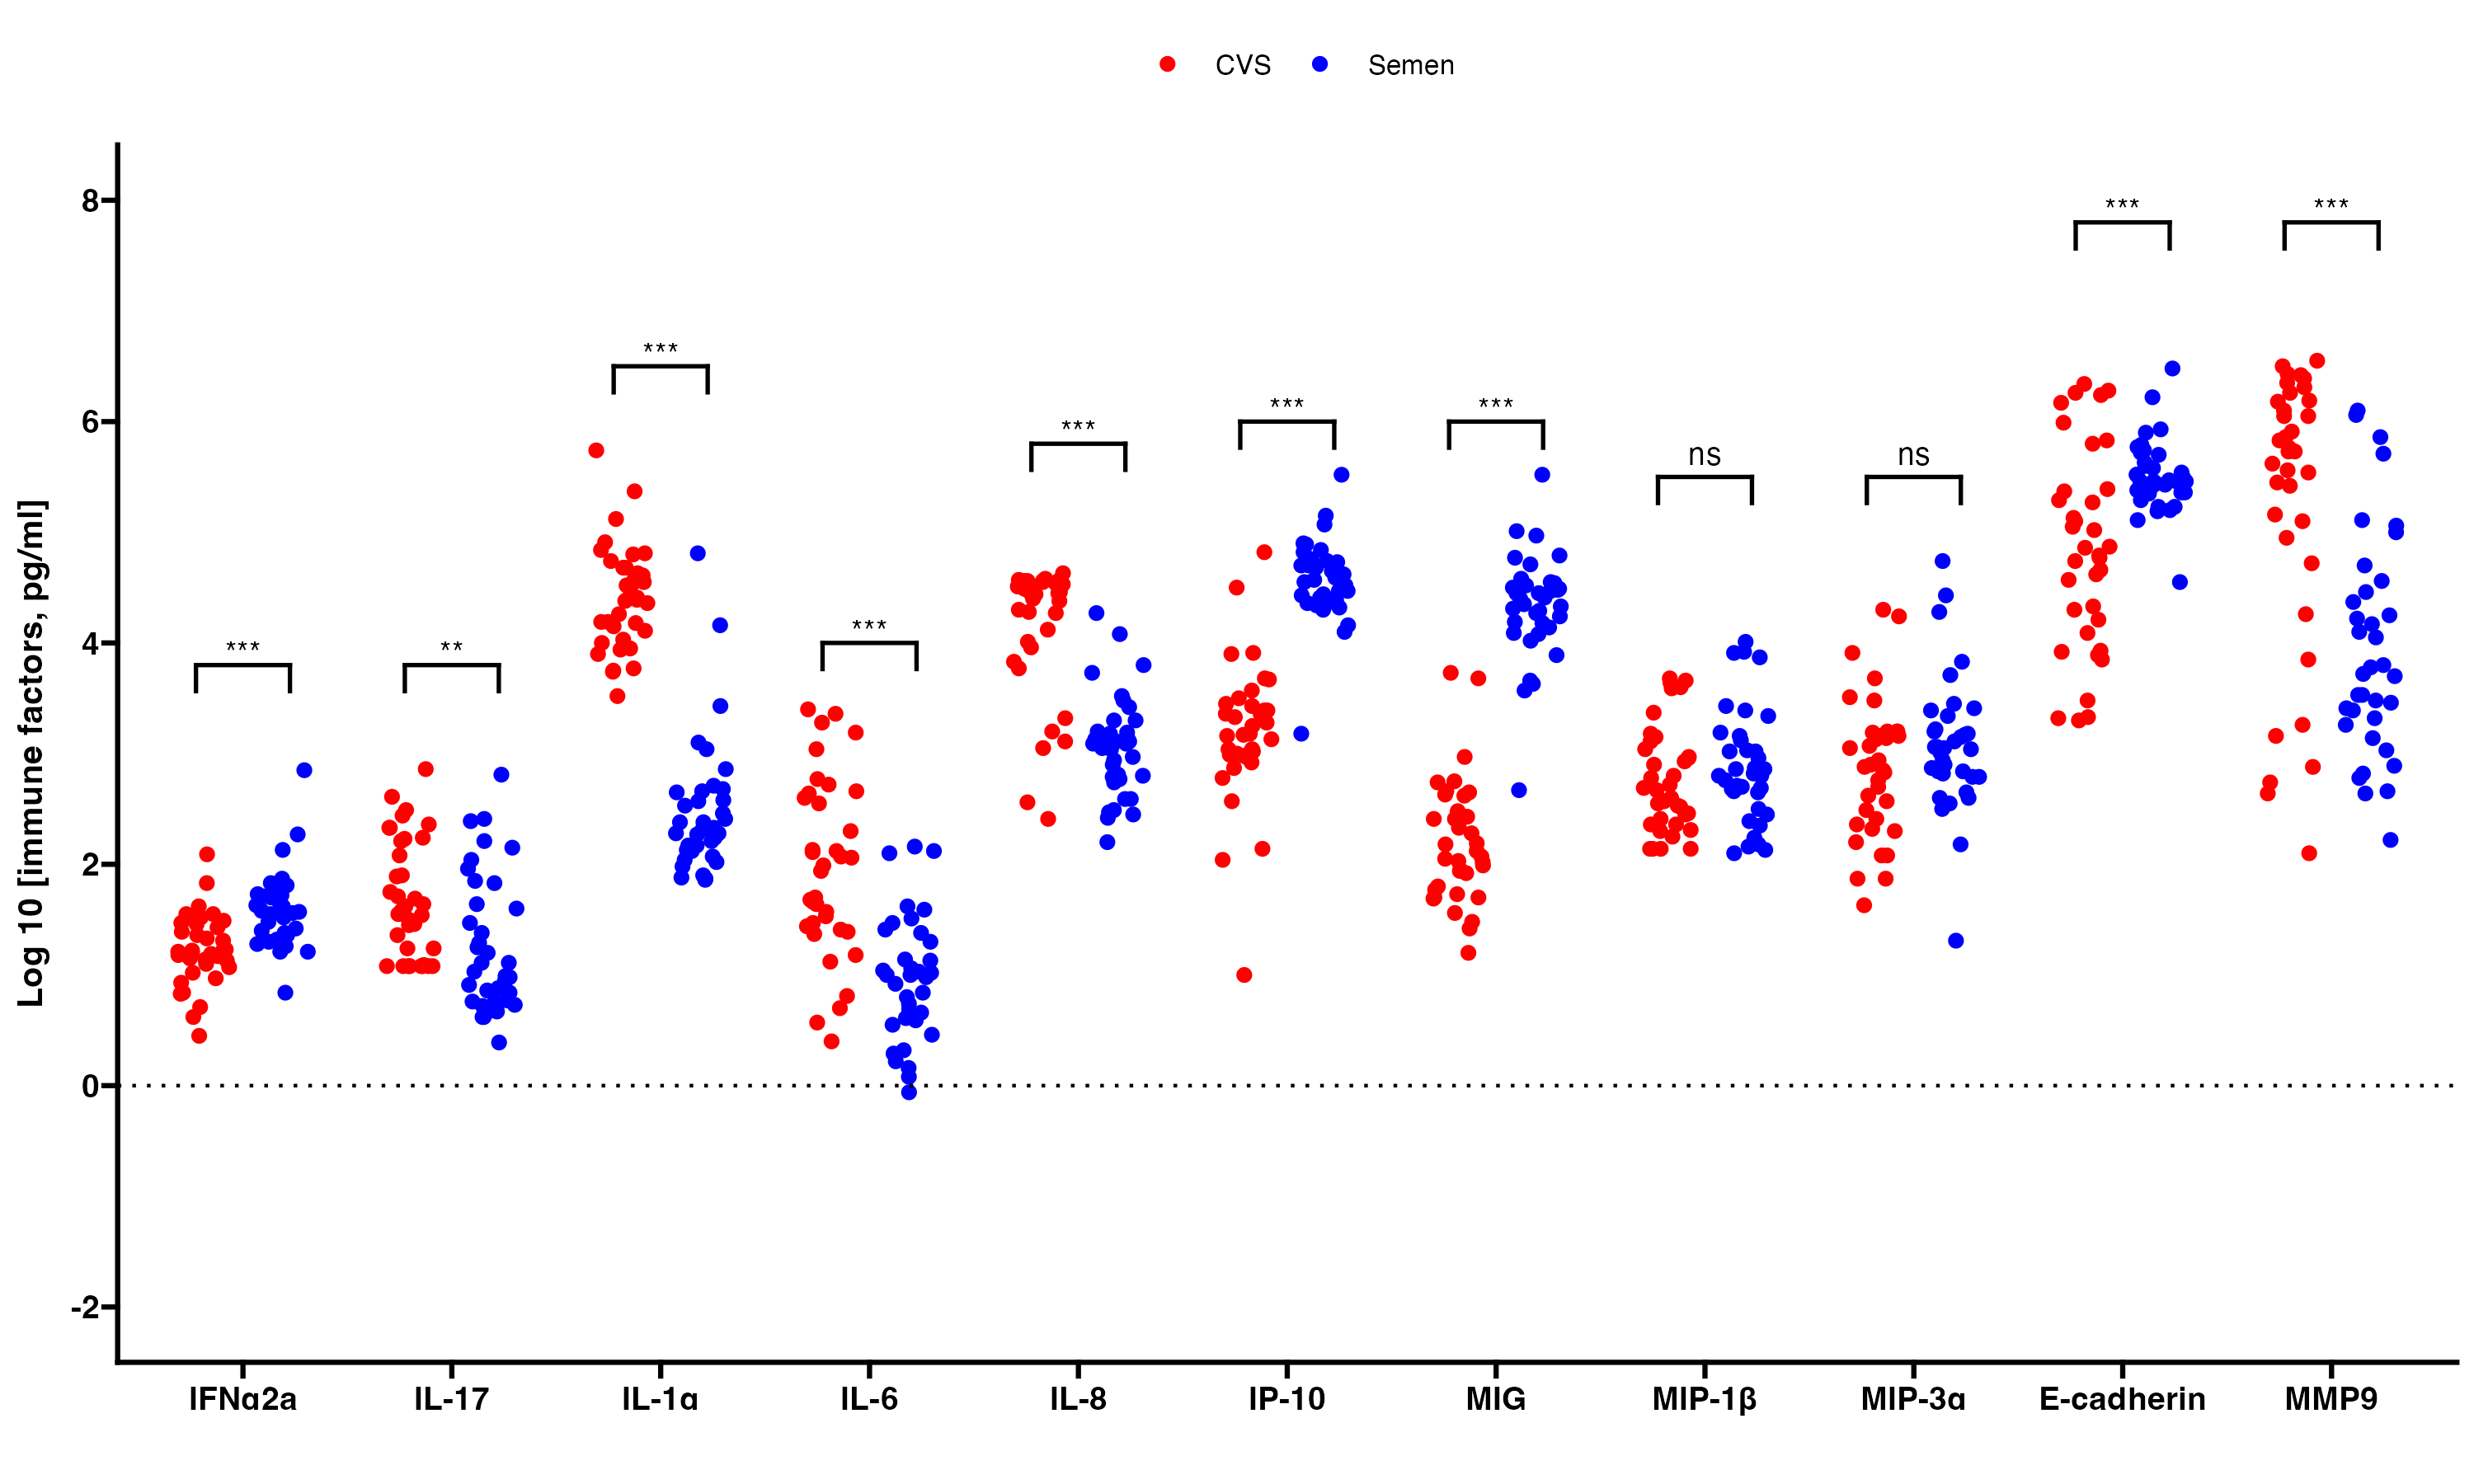 CVS Semen
Log 10 [immune factors, pg/ml]
8
6
4
2
0
-2
*** ** *** *** *** *** *** ns ns *** ***
IFNα2a IL-17 IL-1α IL-6 IL-8 IP-10 MIG MIP-1β MIP-3α E-cadherin MMP9